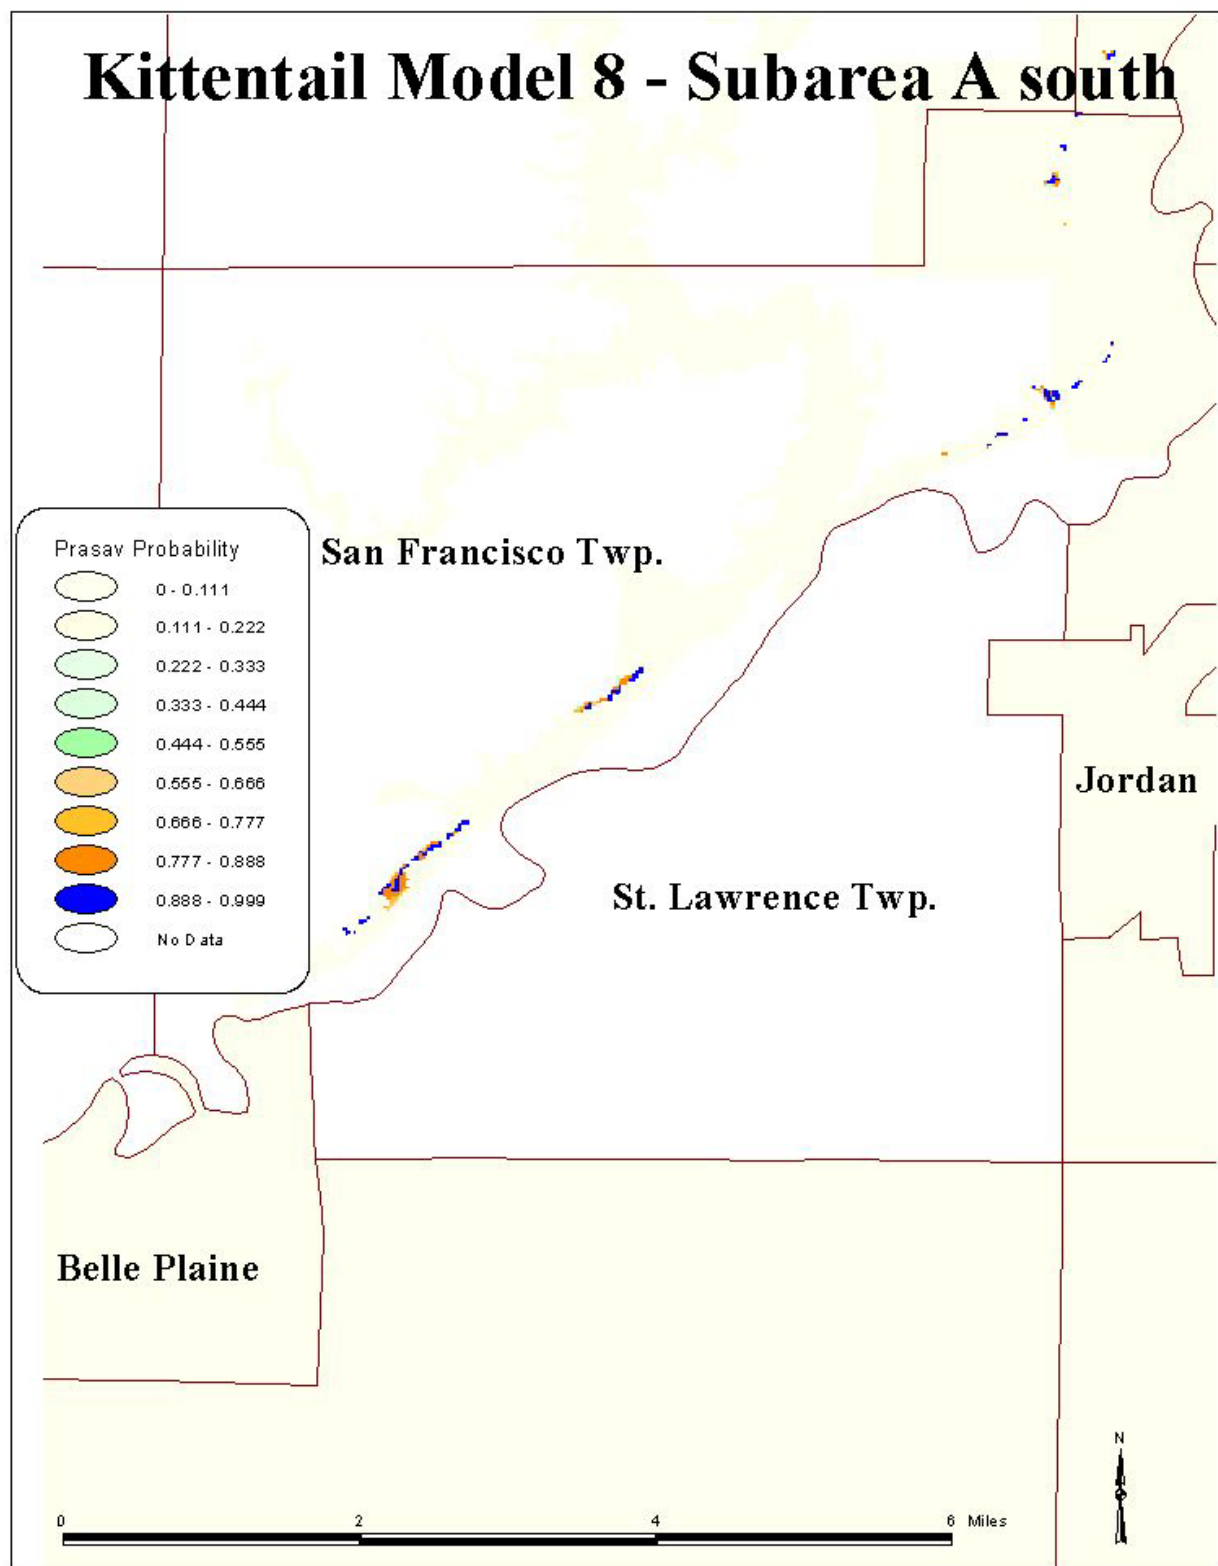 Kittentail Model 8 - Subarea A south
San Francisco Twp.
Prasav Probability
0 - 0.111
0.111 - 0.222
0.222 - 0.333
0.333 - 0.444
0.444 - 0.555
0.555 - 0.666
0.666 - 0.777
0.777 - 0.888
0.888 - 0.999
No Data
Jordan
St. Lawrence Twp.
Belle Plaine
N
0 2 4 6 Miles